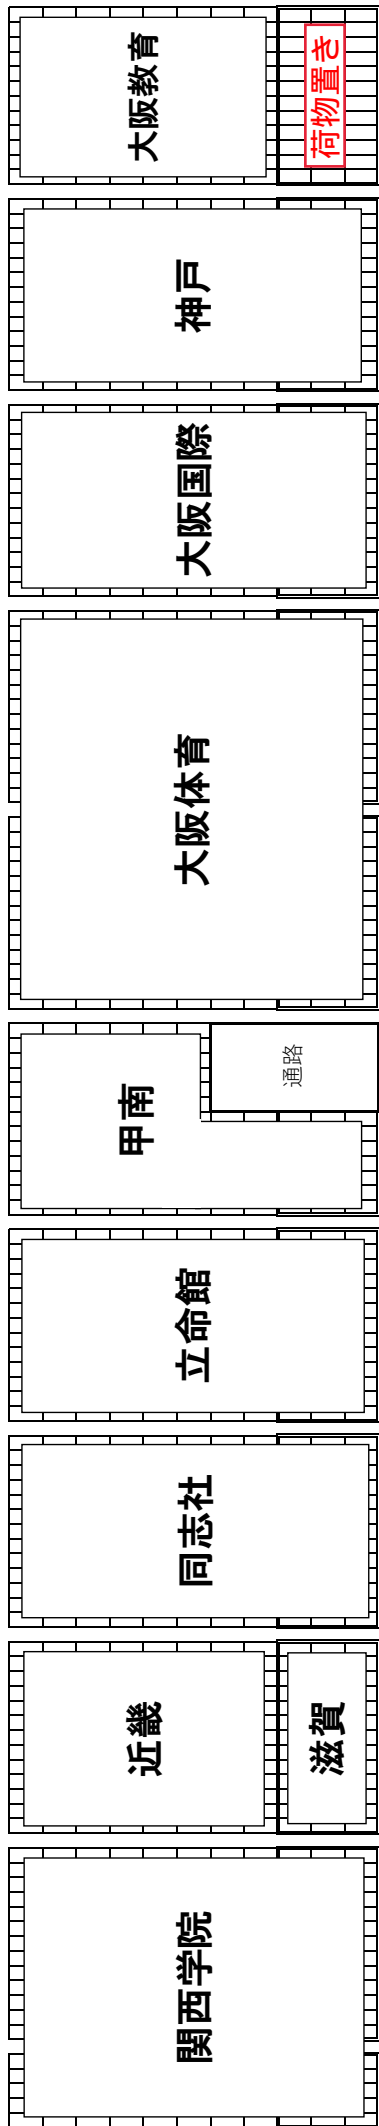 大阪教育
荷物置き
神戸
大阪国際
大阪体育
甲南
通路
立命館
同志社
近畿
滋賀
関西学院